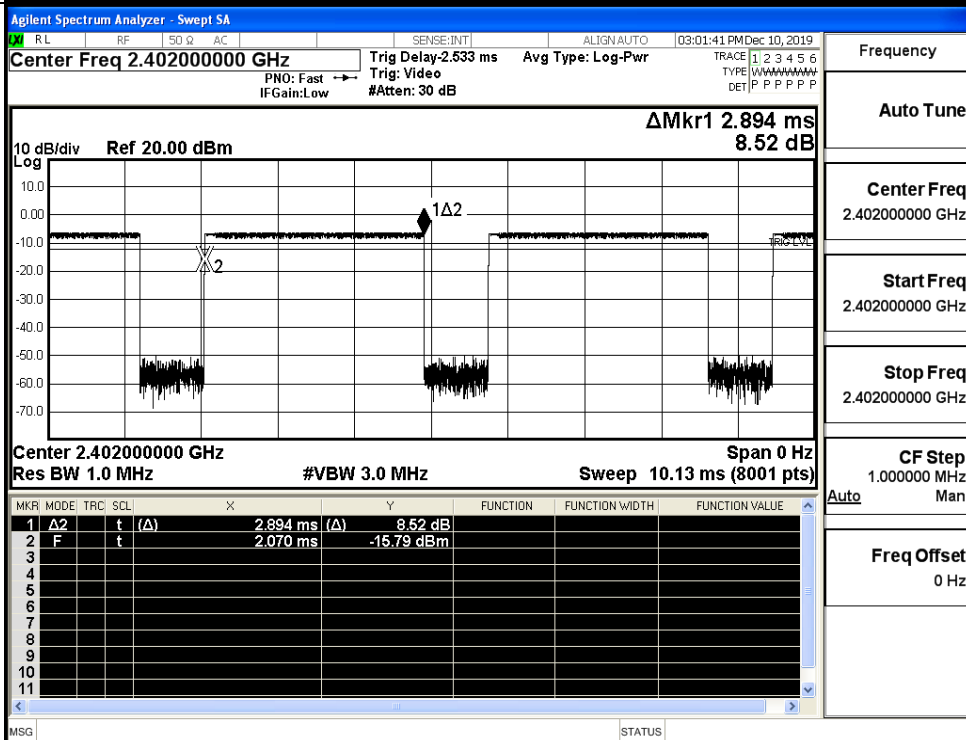 Agilent Spectrum Analyzer - Swept SA
LXI RL RF 50 Ω AC SENSE:INT ALIGN AUTO 03:01:41 PM Dec 10, 2019
Center Freq 2.402000000 GHz
PNO: Fast
IFGain:Low
Trig Delay-2.533 ms
Trig: Video
#Atten: 30 dB
Avg Type: Log-Pwr
TRACE 1 2 3 4 5 6
TYPE WWWWWW
DET P P P P P P
ΔMkr1 2.894 ms
8.52 dB
10 dB/div Ref 20.00 dBm
Log
10.0
0.00
-10.0
-20.0
-30.0
-40.0
-50.0
-60.0
-70.0
1Δ2
2
TRIG LVL
Center 2.402000000 GHz Span 0 Hz
Res BW 1.0 MHz #VBW 3.0 MHz Sweep 10.13 ms (8001 pts)
MKR MODE TRC SCL X Y FUNCTION FUNCTION WIDTH FUNCTION VALUE
1 Δ2 t (Δ) 2.894 ms (Δ) 8.52 dB
2 F t 2.070 ms -15.79 dBm
3
4
5
6
7
8
9
10
11
MSG STATUS
Frequency
Auto Tune
Center Freq
2.402000000 GHz
Start Freq
2.402000000 GHz
Stop Freq
2.402000000 GHz
CF Step
1.000000 MHz
Auto Man
Freq Offset
0 Hz